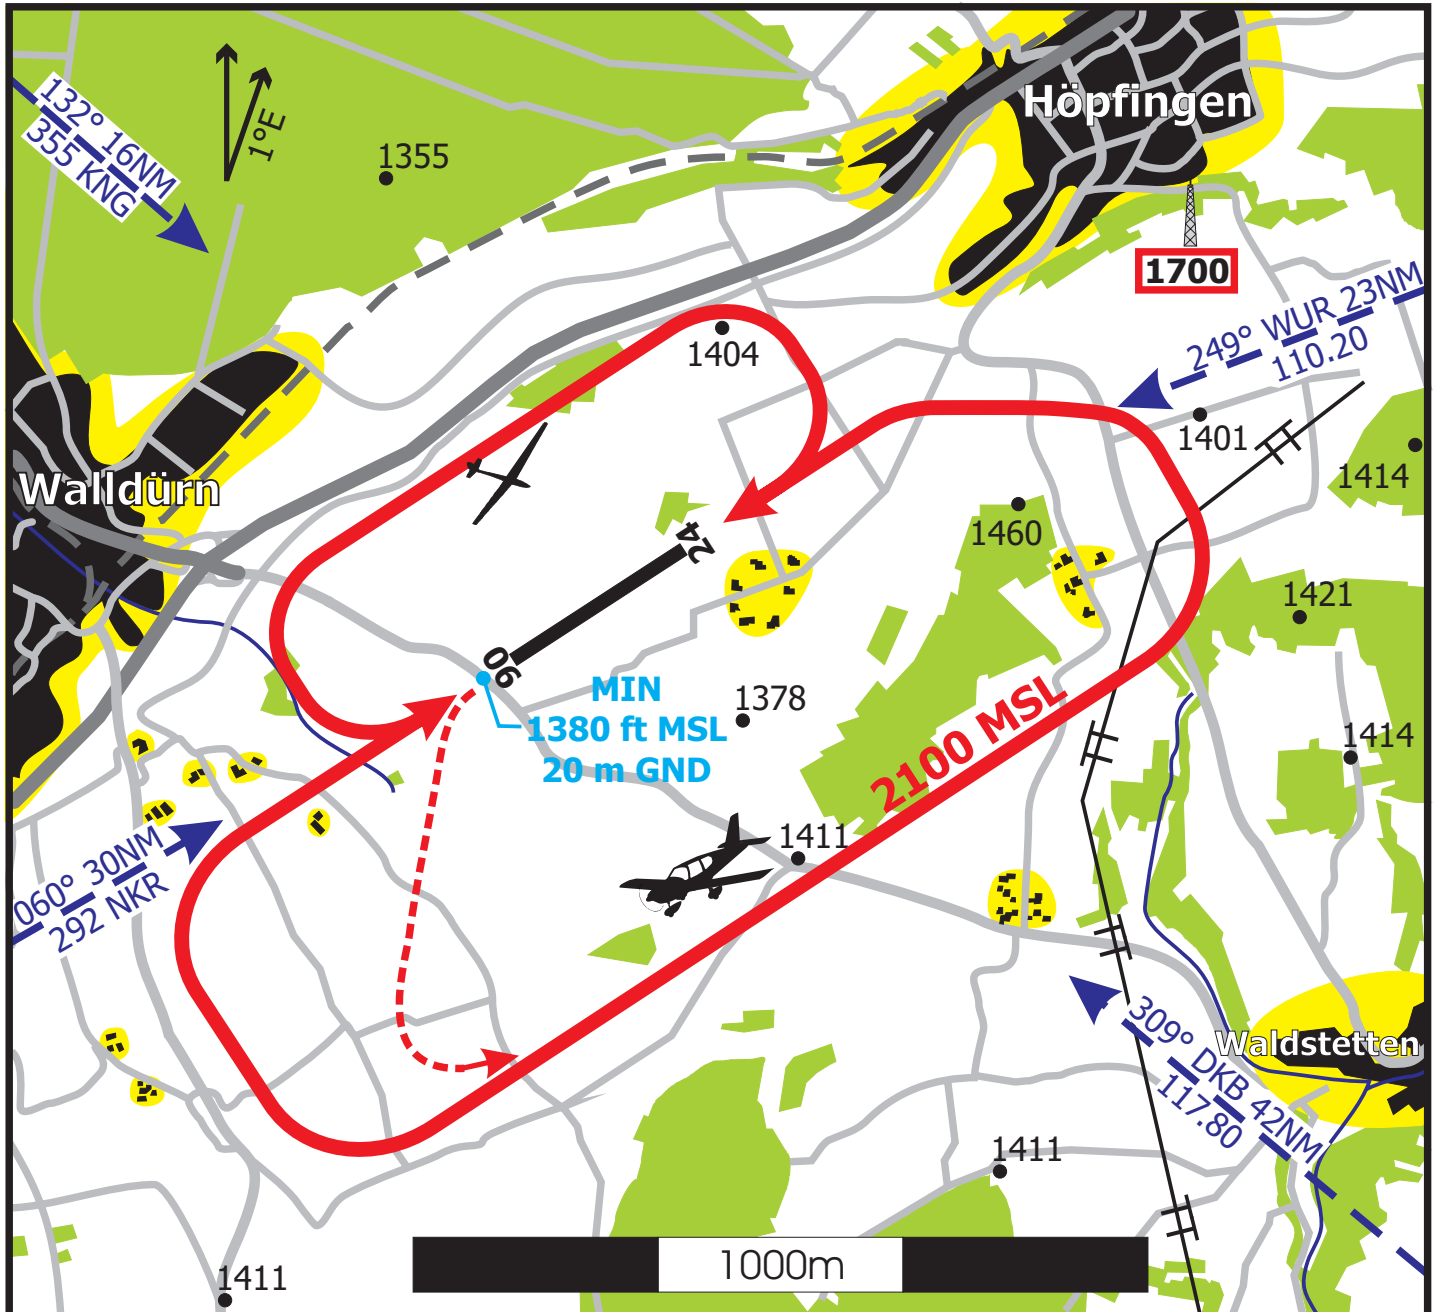 132° 16NM
355 KNG
1°E
1355
Höpfingen
1700
249° WUR 23NM
110.20
1404
1401
1414
Walldürn
1460
24
1421
06
MIN
1380 ft MSL
20 m GND
1378
2100 MSL
1414
1411
060° 30NM
292 NKR
309° DKB 42NM
117.80
Waldstetten
1411
1000m
1411